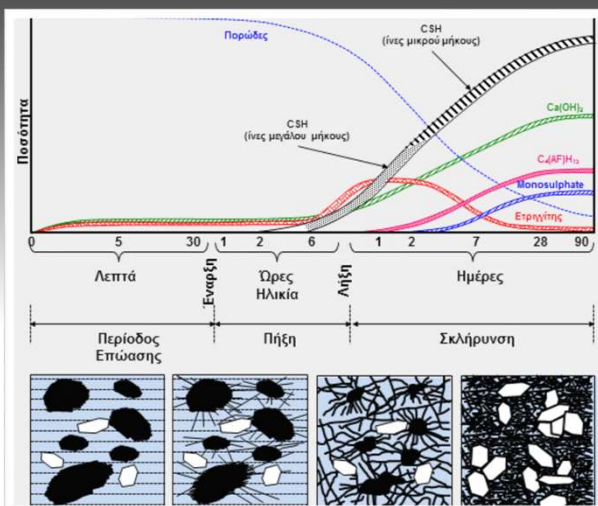 Ποσότητα
Πορώδες
CSH
(ίνες μικρού μήκους)
CSH
(ίνες μεγάλου μήκους)
Ca(OH)₂
C₄(AF)H₁₃
Monosulphate
Ετριγγίτης
0 5 30 1 2 6 1 2 7 28 90
Λεπτά
Έναρξη
Ώρες
Ηλικία
Λήξη
Ημέρες
Περίοδος
Επώασης
Πήξη
Σκλήρυνση